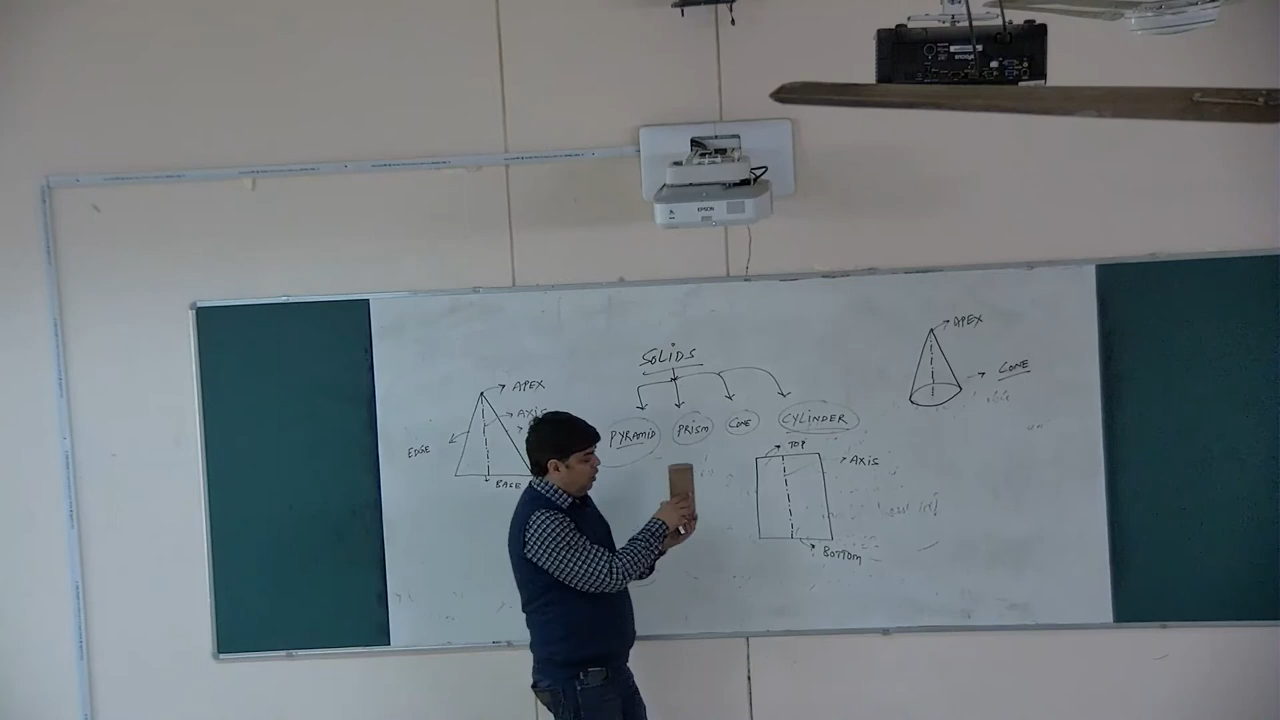 EPSON
SOLIDS
PYRAMID PRISM CONE CYLINDER
APEX
AXIS
EDGE
BASE
TOP
AXIS
BOTTOM
APEX
CONE